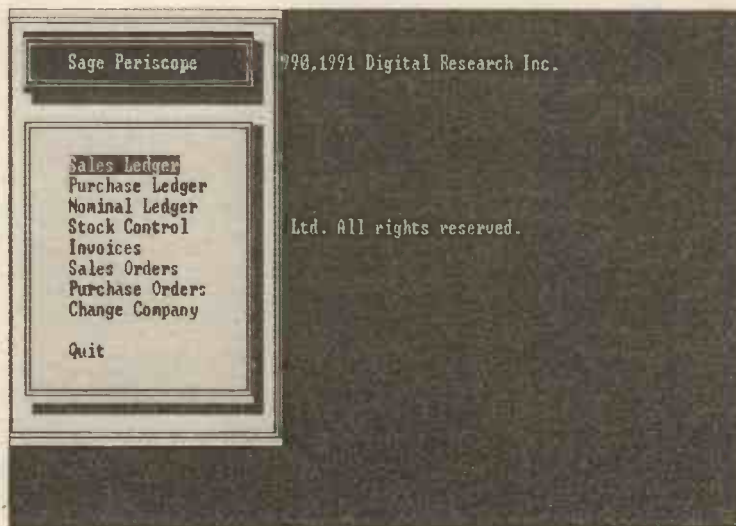 Sage Periscope
990,1991 Digital Research Inc.
Sales Ledger
Purchase Ledger
Nominal Ledger
Stock Control
Ltd. All rights reserved.
Invoices
Sales Orders
Purchase Orders
Change Company
Quit